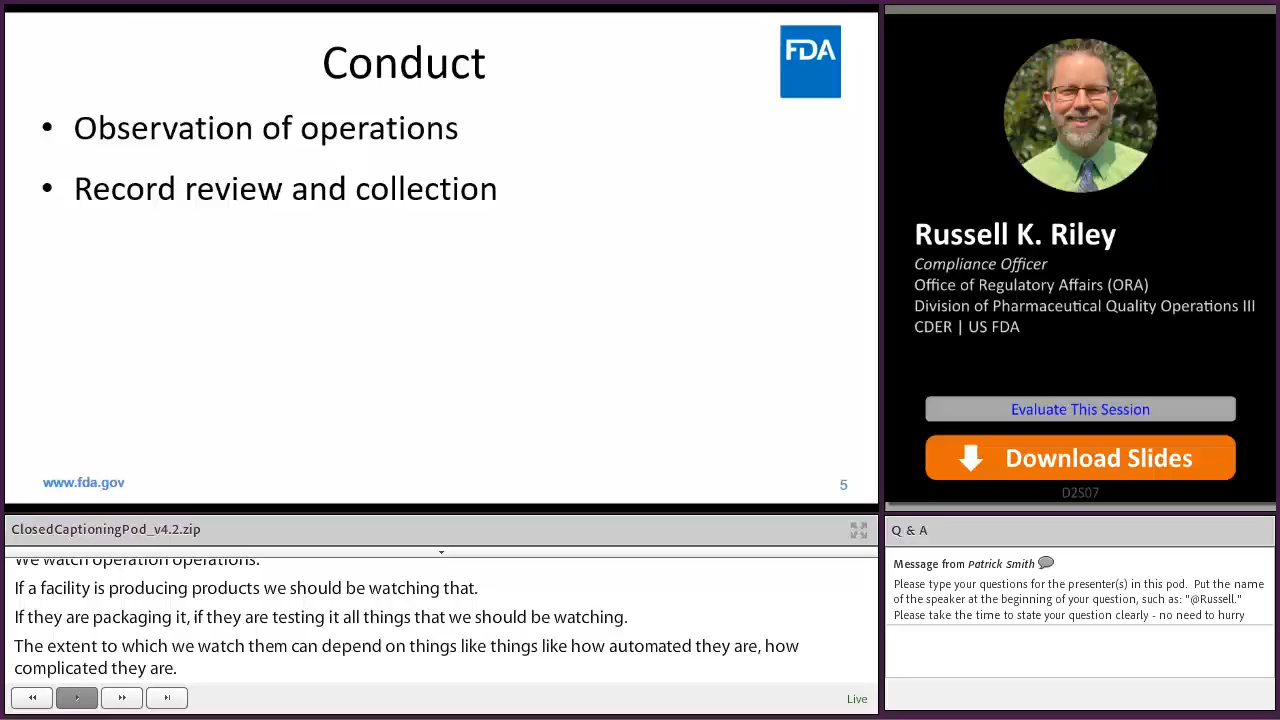 Conduct
FDA
• Observation of operations
• Record review and collection
www.fda.gov
5
Russell K. Riley
Compliance Officer
Office of Regulatory Affairs (ORA)
Division of Pharmaceutical Quality Operations III
CDER | US FDA
Evaluate This Session
Download Slides
D2S07
ClosedCaptioningPod_v4.2.zip
We watch operation operations.
If a facility is producing products we should be watching that.
If they are packaging it, if they are testing it all things that we should be watching.
The extent to which we watch them can depend on things like things like how automated they are, how
complicated they are.
Live
Q & A
Message from Patrick Smith
Please type your questions for the presenter(s) in this pod. Put the name
of the speaker at the beginning of your question, such as: "@Russell."
Please take the time to state your question clearly - no need to hurry